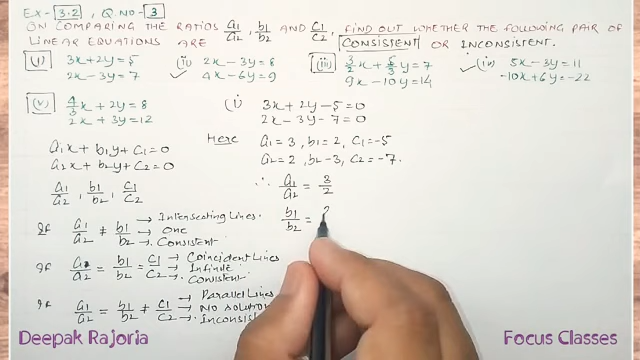 EX-3.2, Q.NO-3
ON COMPARING THE RATIOS a1/a2, b1/b2 AND C1/C2, FIND OUT WHETHER THE FOLLOWING PAIR OF
LINEAR EQUATIONS ARE CONSISTENT OR INCONSISTENT.
(i) 3x+2y=5
2x-3y=7
(ii) 2x-3y=8
4x-6y=9
(iii) 3/2 x + 5/3 y = 7
9x-10y=14
(iv) 5x-3y=11
-10x+6y=-22
(v) 4/3 x + 2y = 8
2x + 3y = 12
a1x + b1y + c1 = 0
a2x + b2y + c2 = 0
a1/a2, b1/b2, c1/c2
If a1/a2 ≠ b1/b2 → Intersecting Lines.
→ One
→ Consistent
If a1/a2 = b1/b2 = c1/c2 → Coincident Lines
→ Infinite
→ Consistent
If a1/a2 = b1/b2 ≠ c1/c2 → Parallel Lines
→ No solution
(i) 3x+2y-5=0
2x-3y-7=0
Here a1=3, b1=2, C1=-5
a2=2, b2-3, C2=-7.
∴ a1/a2 = 3/2
b1/b2 =
Deepak Rajoria
Focus Classes